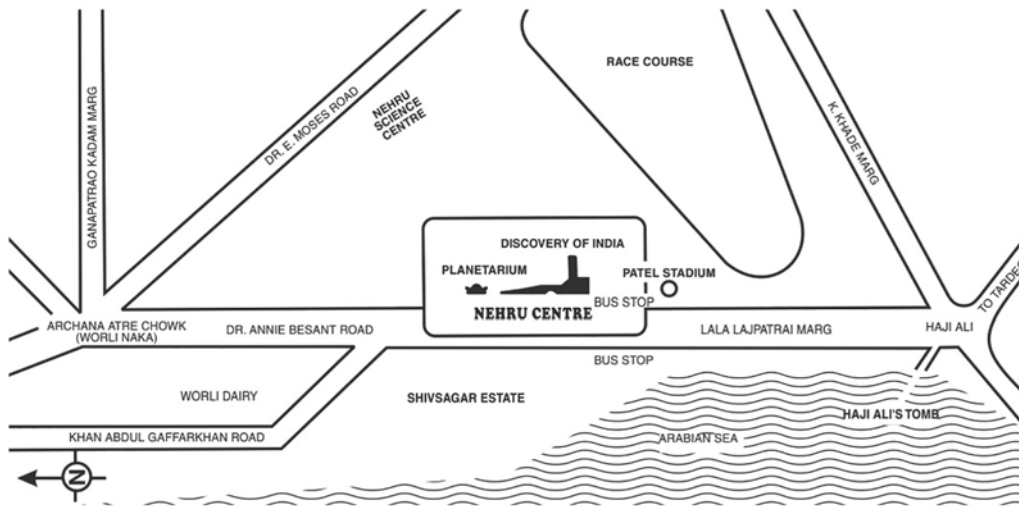 RACE COURSE
GANAPATRAO KADAM MARG
DR. E. MOSES ROAD
NEHRU
SCIENCE
CENTRE
K. KHADE MARG
DISCOVERY OF INDIA
PLANETARIUM
PATEL STADIUM
BUS STOP
NEHRU CENTRE
TO TARDEO
ARCHANA ATRE CHOWK
(WORLI NAKA)
DR. ANNIE BESANT ROAD
LALA LAJPATRAI MARG
HAJI ALI
BUS STOP
WORLI DAIRY
SHIVSAGAR ESTATE
HAJI ALI'S TOMB
KHAN ABDUL GAFFARKHAN ROAD
ARABIAN SEA
N